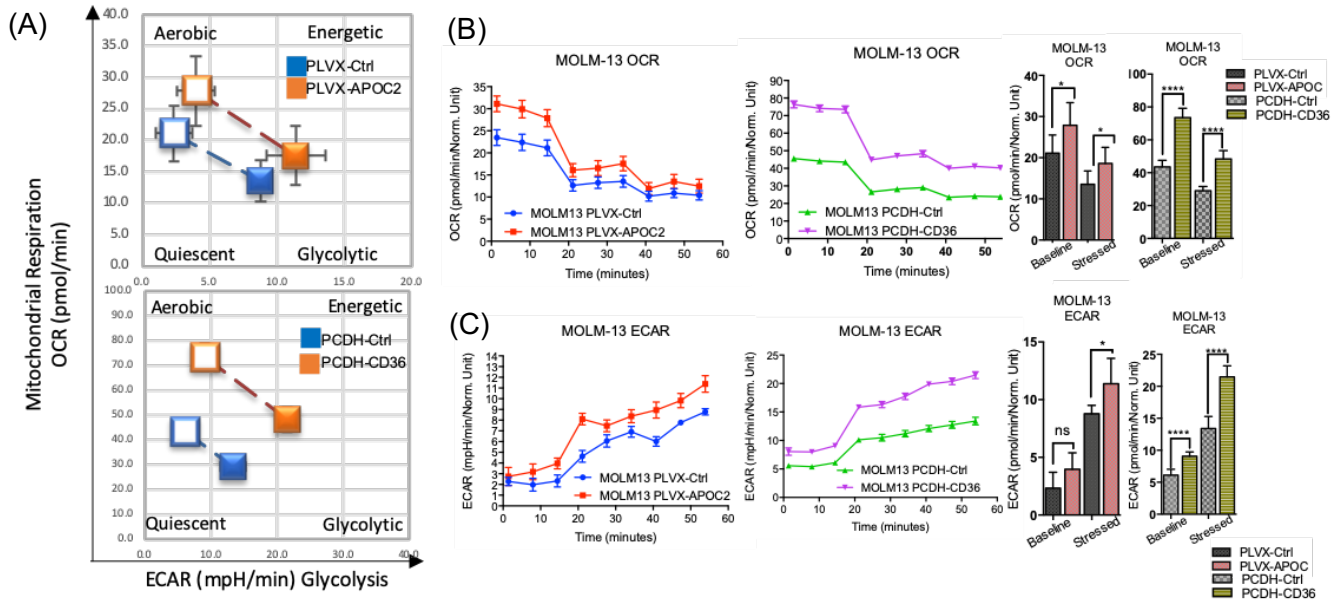 (A)
Mitochondrial Respiration
OCR (pmol/min)
40.0
35.0
30.0
25.0
20.0
15.0
10.0
5.0
0.0
Aerobic
Energetic
PLVX-Ctrl
PLVX-APOC2
Quiescent
Glycolytic
0.0 5.0 10.0 15.0 20.0
100.0
90.0
80.0
70.0
60.0
50.0
40.0
30.0
20.0
10.0
0.0
Aerobic
Energetic
PCDH-Ctrl
PCDH-CD36
Quiescent
Glycolytic
0.0 10.0 20.0 30.0 40.0
ECAR (mpH/min) Glycolysis
(B)
MOLM-13 OCR
OCR (pmol/min/Norm. Unit)
35
30
25
20
15
10
5
0
MOLM13 PLVX-Ctrl
MOLM13 PLVX-APOC2
0 10 20 30 40 50 60
Time (minutes)
MOLM-13 OCR
OCR (pmol/min/Norm. Unit)
90
80
70
60
50
40
30
20
10
0
MOLM13 PCDH-Ctrl
MOLM13 PCDH-CD36
0 10 20 30 40 50
Time (minutes)
MOLM-13
OCR
OCR (pmol/min/Norm. Unit)
40
30
20
10
0
*
*
Baseline
Stressed
MOLM-13
OCR
OCR (pmol/min/Norm. Unit)
100
80
60
40
20
0
****
****
Baseline
Stressed
PLVX-Ctrl
PLVX-APOC
PCDH-Ctrl
PCDH-CD36
(C)
MOLM-13 ECAR
ECAR (mpH/min/Norm. Unit)
14
13
12
11
10
9
8
7
6
5
4
3
2
1
0
MOLM13 PLVX-Ctrl
MOLM13 PLVX-APOC2
0 10 20 30 40 50 60
Time (minutes)
MOLM-13 ECAR
ECAR (mpH/min/Norm. Unit)
25
20
15
10
5
0
MOLM13 PCDH-Ctrl
MOLM13 PCDH-CD36
0 10 20 30 40 50 60
Time (minutes)
MOLM-13
ECAR
ECAR (pmol/min/Norm. Unit)
15
10
5
0
ns
*
Baseline
Stressed
MOLM-13
ECAR
ECAR (pmol/min/Norm. Unit)
25
20
15
10
5
0
****
****
Baseline
Stressed
PLVX-Ctrl
PLVX-APOC
PCDH-Ctrl
PCDH-CD36